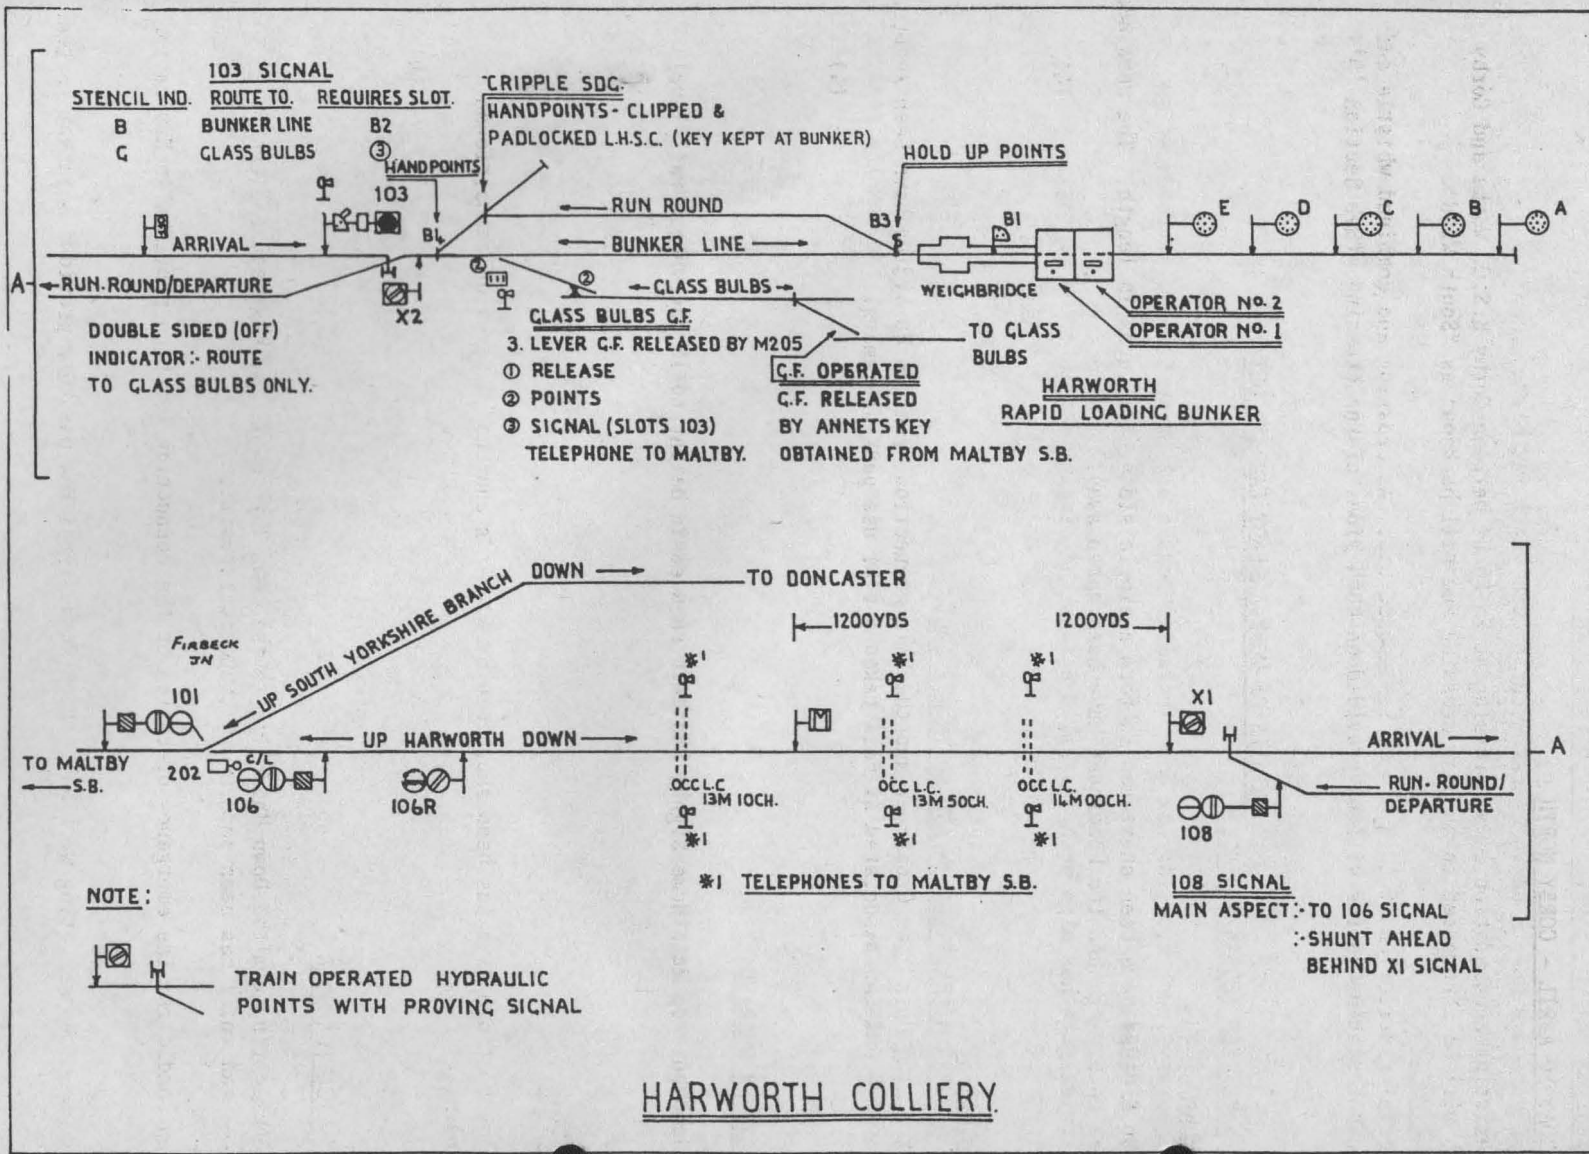 103 SIGNAL
STENCIL IND. ROUTE TO. REQUIRES SLOT.
B BUNKER LINE B2
G GLASS BULBS ③
HANDPOINTS
103
CRIPPLE SDG.
HANDPOINTS - CLIPPED &
PADLOCKED L.H.S.C. (KEY KEPT AT BUNKER)
HOLD UP POINTS
RUN ROUND
B3
B1
E D C B A
ARRIVAL
BUNKER LINE
A
RUN-ROUND/DEPARTURE
X2
②
②
GLASS BULBS
WEIGHBRIDGE
OPERATOR No. 2
OPERATOR No. 1
TO GLASS
BULBS
DOUBLE SIDED (OFF)
INDICATOR :- ROUTE
TO GLASS BULBS ONLY.
GLASS BULBS G.F.
3. LEVER G.F. RELEASED BY M205
① RELEASE
② POINTS
③ SIGNAL (SLOTS 103)
TELEPHONE TO MALTBY.
G.F. OPERATED
G.F. RELEASED
BY ANNETS KEY
OBTAINED FROM MALTBY S.B.
HARWORTH
RAPID LOADING BUNKER
DOWN
TO DONCASTER
UP SOUTH YORKSHIRE BRANCH
FIRBECK
JN
1200YDS
1200YDS
*1
*1
*1
101
X1
UP HARWORTH DOWN
ARRIVAL
A
TO MALTBY
S.B.
202
C/L
106
106R
OCC L.C
13M 10CH.
OCC L.C.
13M 50CH.
OCC L.C.
14M 00CH.
*1
*1
*1
108
RUN-ROUND/
DEPARTURE
*1 TELEPHONES TO MALTBY S.B.
108 SIGNAL
MAIN ASPECT :- TO 106 SIGNAL
:- SHUNT AHEAD
BEHIND X1 SIGNAL
NOTE :
TRAIN OPERATED HYDRAULIC
POINTS WITH PROVING SIGNAL
HARWORTH COLLIERY.